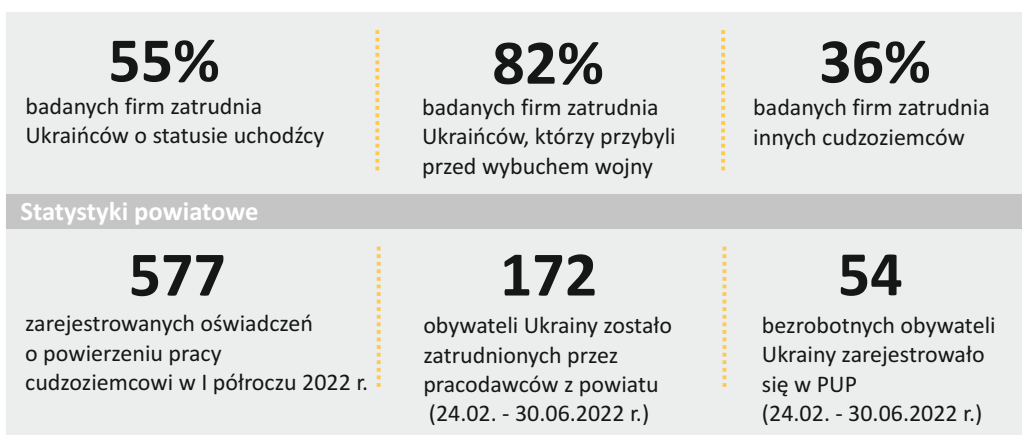 55%
badanych firm zatrudnia
Ukraińców o statusie uchodźcy
82%
badanych firm zatrudnia
Ukraińców, którzy przybyli
przed wybuchem wojny
36%
badanych firm zatrudnia
innych cudzoziemców
Statystyki powiatowe
577
zarejestrowanych oświadczeń
o powierzeniu pracy
cudzoziemcowi w I półroczu 2022 r.
172
obywateli Ukrainy zostało
zatrudnionych przez
pracodawców z powiatu
(24.02. - 30.06.2022 r.)
54
bezrobotnych obywateli
Ukrainy zarejestrowało
się w PUP
(24.02. - 30.06.2022 r.)